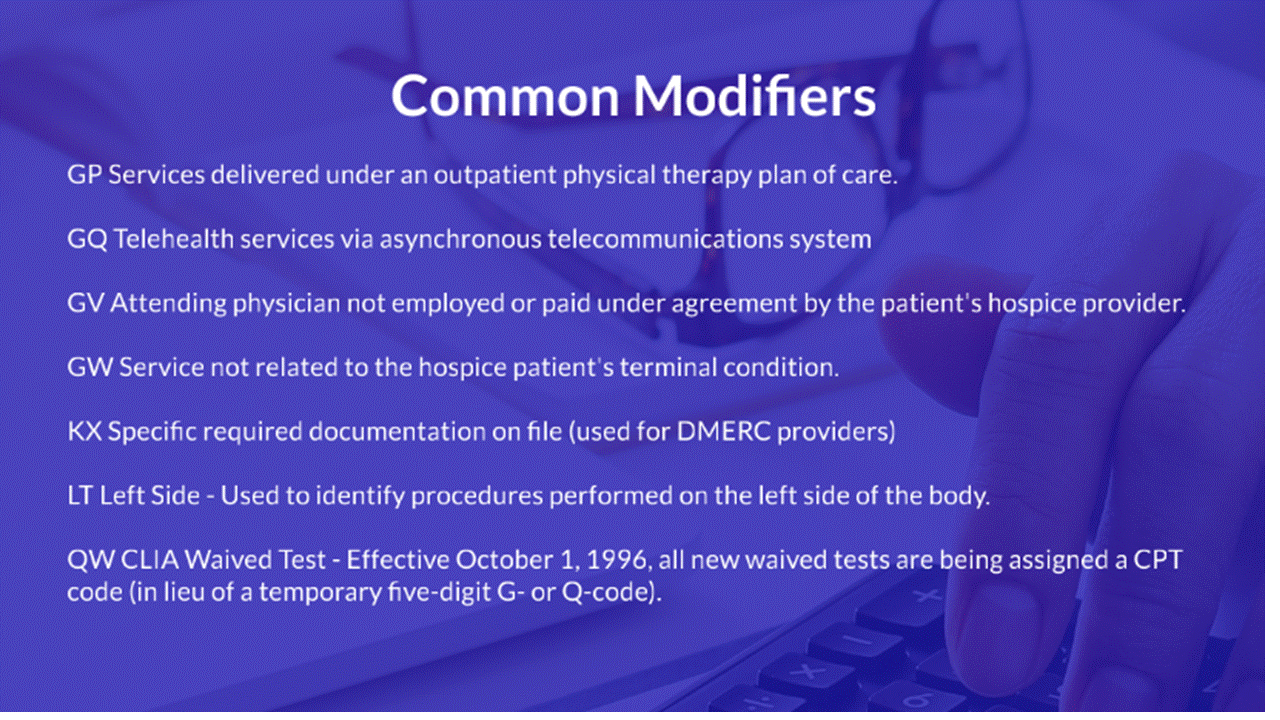 Common Modifiers
GP Services delivered under an outpatient physical therapy plan of care.
GQ Telehealth services via asynchronous telecommunications system
GV Attending physician not employed or paid under agreement by the patient's hospice provider.
GW Service not related to the hospice patient's terminal condition.
KX Specific required documentation on file (used for DMERC providers)
LT Left Side - Used to identify procedures performed on the left side of the body.
QW CLIA Waived Test - Effective October 1, 1996, all new waived tests are being assigned a CPT
code (in lieu of a temporary five-digit G- or Q-code).
+
−
×
÷
6